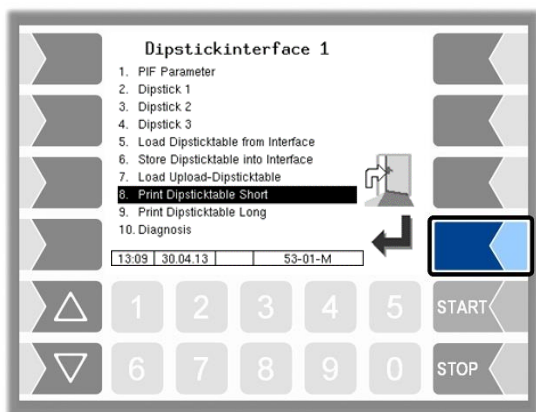 Dipstickinterface 1
1. PIF Parameter
2. Dipstick 1
3. Dipstick 2
4. Dipstick 3
5. Load Dipsticktable from Interface
6. Store Dipsticktable into Interface
7. Load Upload-Dipsticktable
8. Print Dipsticktable Short
9. Print Dipsticktable Long
10. Diagnosis
13:09 30.04.13 53-01-M
1 2 3 4 5 START
6 7 8 9 0 STOP